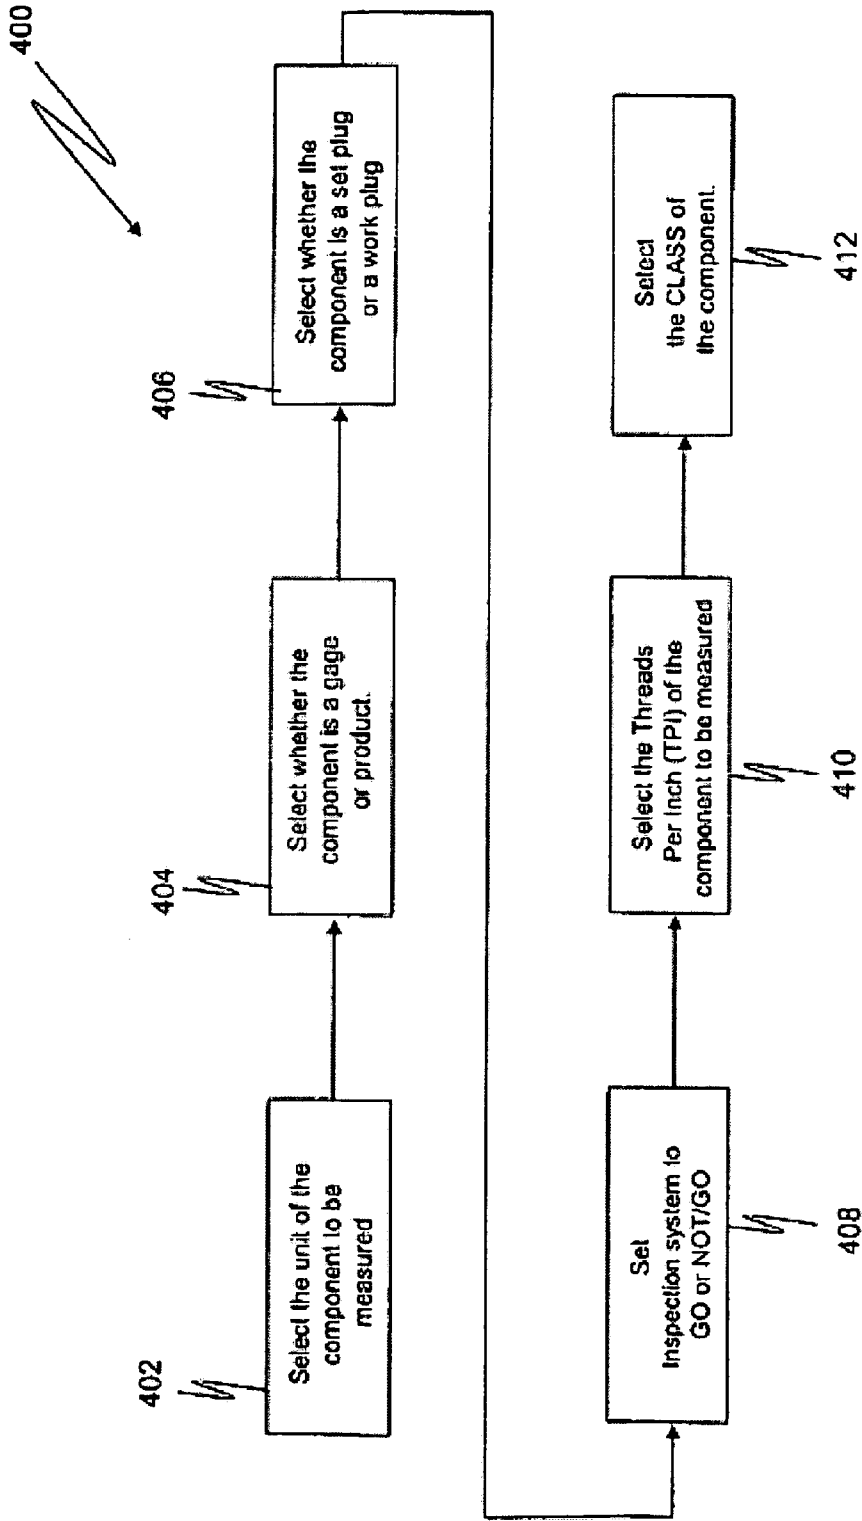 400
402
Select the unit of the
component to be
measured
404
Select whether the
component is a gage
or product.
406
Select whether the
component is a set plug
or a work plug
408
Set
Inspection system to
GO or NOT/GO
410
Select the Threads
Per Inch (TPI) of the
component to be measured
412
Select
the CLASS of
the component.